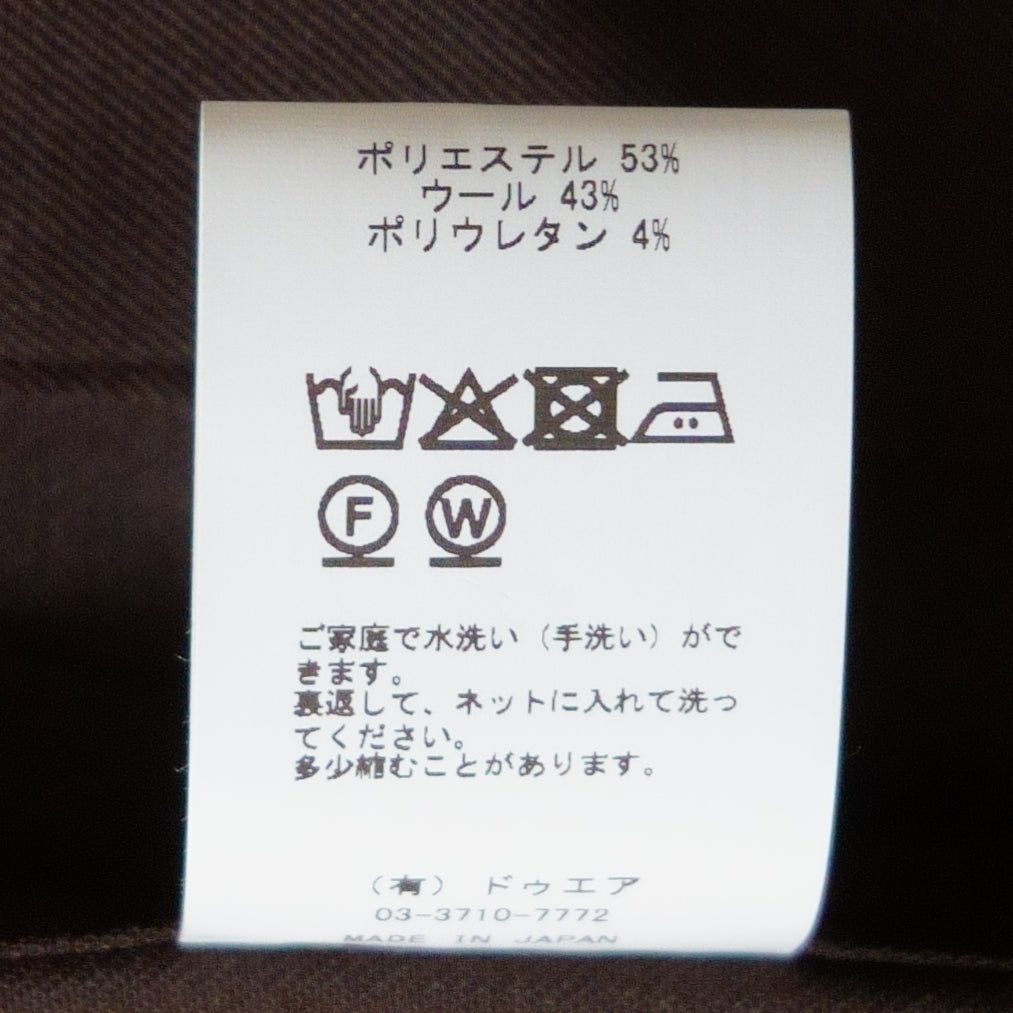 ポリエステル 53%
ウール 43%
ポリウレタン 4%
F W
ご家庭で水洗い（手洗い）がで
きます。
裏返して、ネットに入れて洗っ
てください。
多少縮むことがあります。
（有） ドゥエア
03-3710-7772
MADE IN JAPAN